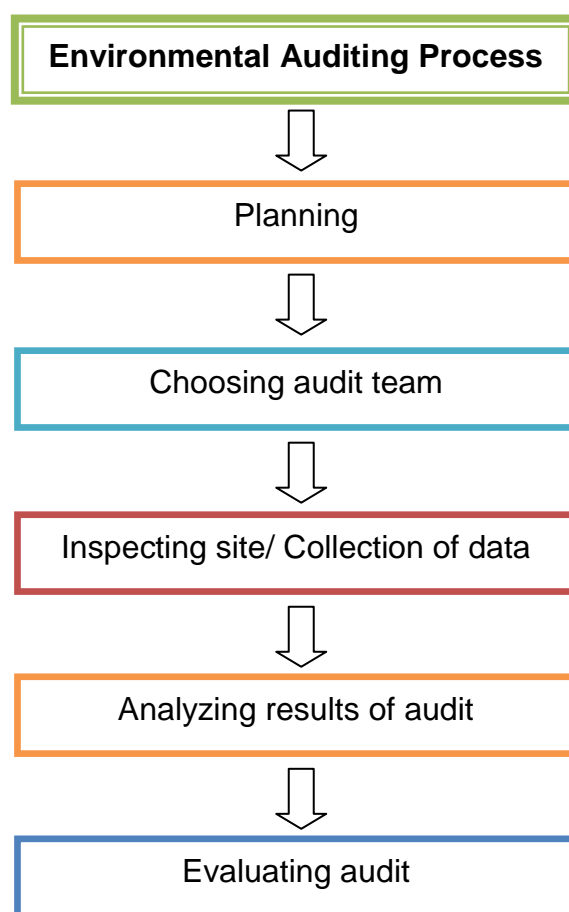 Environmental Auditing Process
Planning
Choosing audit team
Inspecting site/ Collection of data
Analyzing results of audit
Evaluating audit